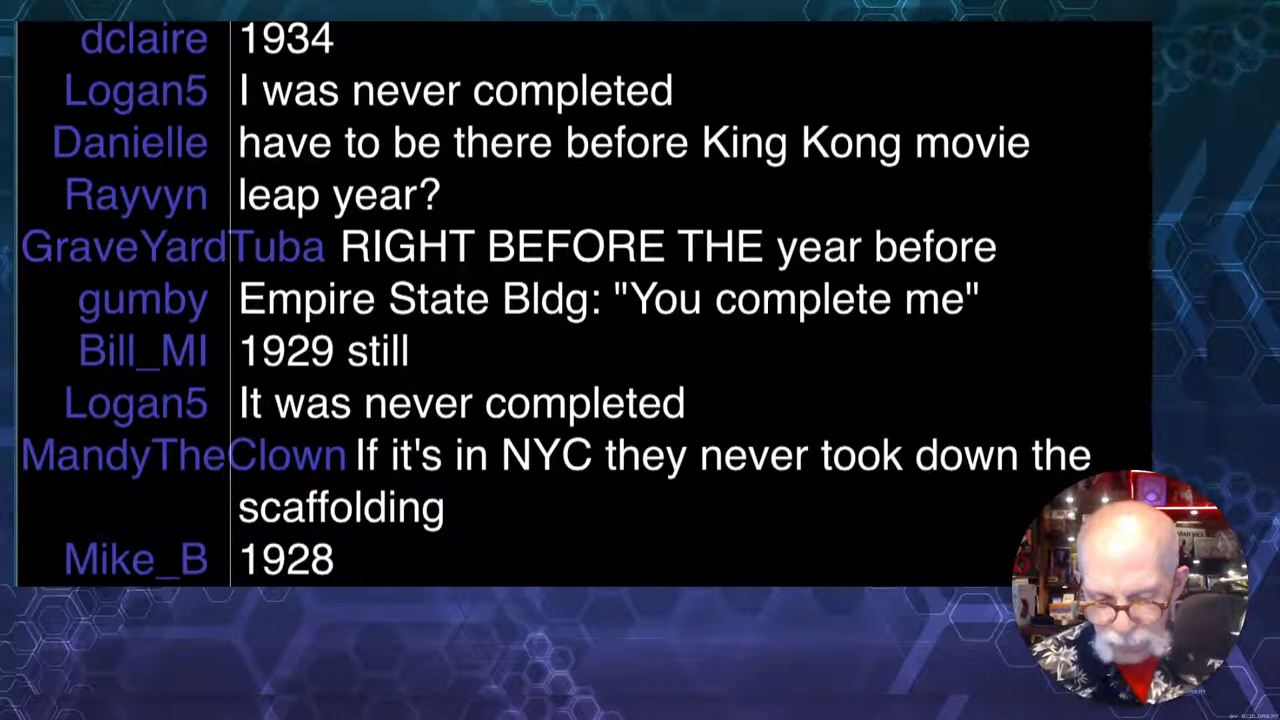 dclaire 1934
Logan5 I was never completed
Danielle have to be there before King Kong movie
Rayvyn leap year?
GraveYardTuba RIGHT BEFORE THE year before
gumby Empire State Bldg: "You complete me"
Bill_MI 1929 still
Logan5 It was never completed
MandyTheClown If it's in NYC they never took down the
scaffolding
Mike_B 1928